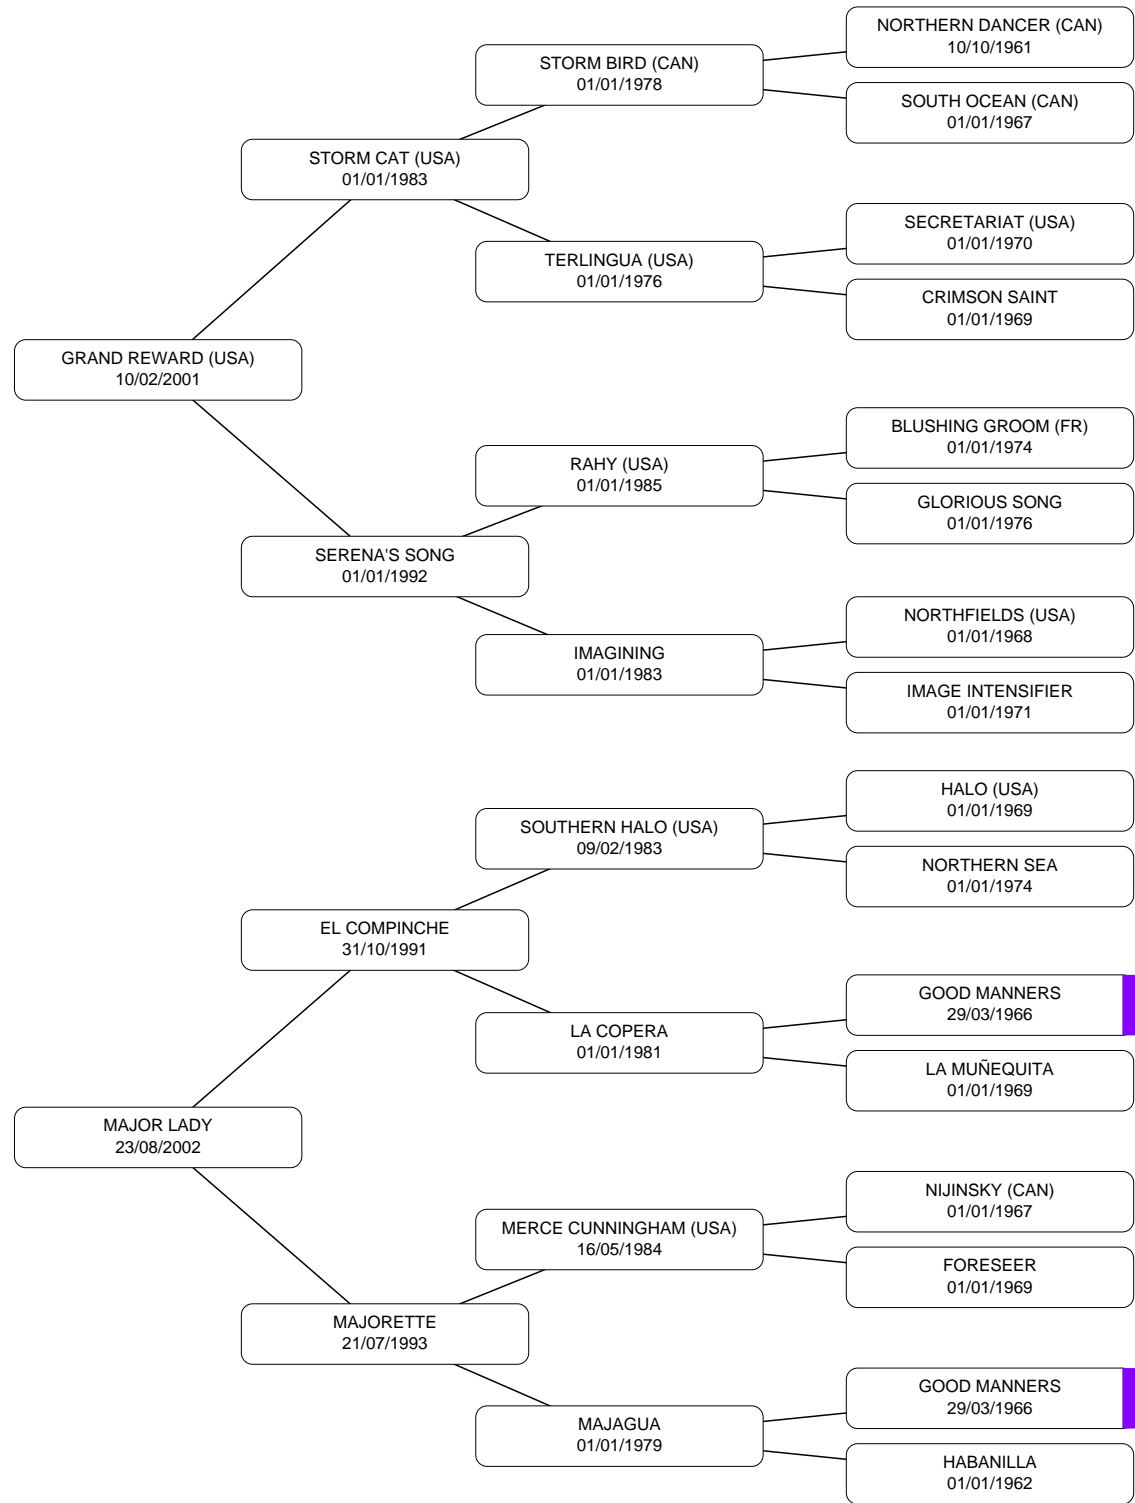 NORTHERN DANCER (CAN)
10/10/1961
STORM BIRD (CAN)
01/01/1978
SOUTH OCEAN (CAN)
01/01/1967
STORM CAT (USA)
01/01/1983
SECRETARIAT (USA)
01/01/1970
TERLINGUA (USA)
01/01/1976
CRIMSON SAINT
01/01/1969
GRAND REWARD (USA)
10/02/2001
BLUSHING GROOM (FR)
01/01/1974
RAHY (USA)
01/01/1985
GLORIOUS SONG
01/01/1976
SERENA'S SONG
01/01/1992
NORTHFIELDS (USA)
01/01/1968
IMAGINING
01/01/1983
IMAGE INTENSIFIER
01/01/1971
HALO (USA)
01/01/1969
SOUTHERN HALO (USA)
09/02/1983
NORTHERN SEA
01/01/1974
EL COMPINCHE
31/10/1991
GOOD MANNERS
29/03/1966
LA COPERA
01/01/1981
LA MUÑEQUITA
01/01/1969
MAJOR LADY
23/08/2002
NIJINSKY (CAN)
01/01/1967
MERCE CUNNINGHAM (USA)
16/05/1984
FORESEER
01/01/1969
MAJORETTE
21/07/1993
GOOD MANNERS
29/03/1966
MAJAGUA
01/01/1979
HABANILLA
01/01/1962